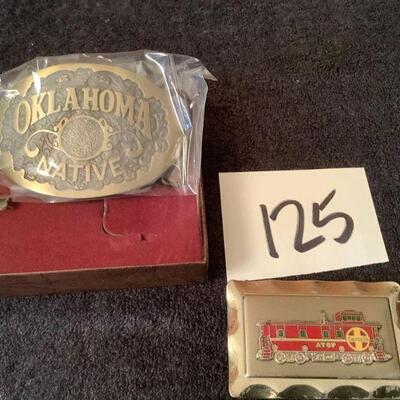 OKLAHOMA
NATIVE
125
ATSF